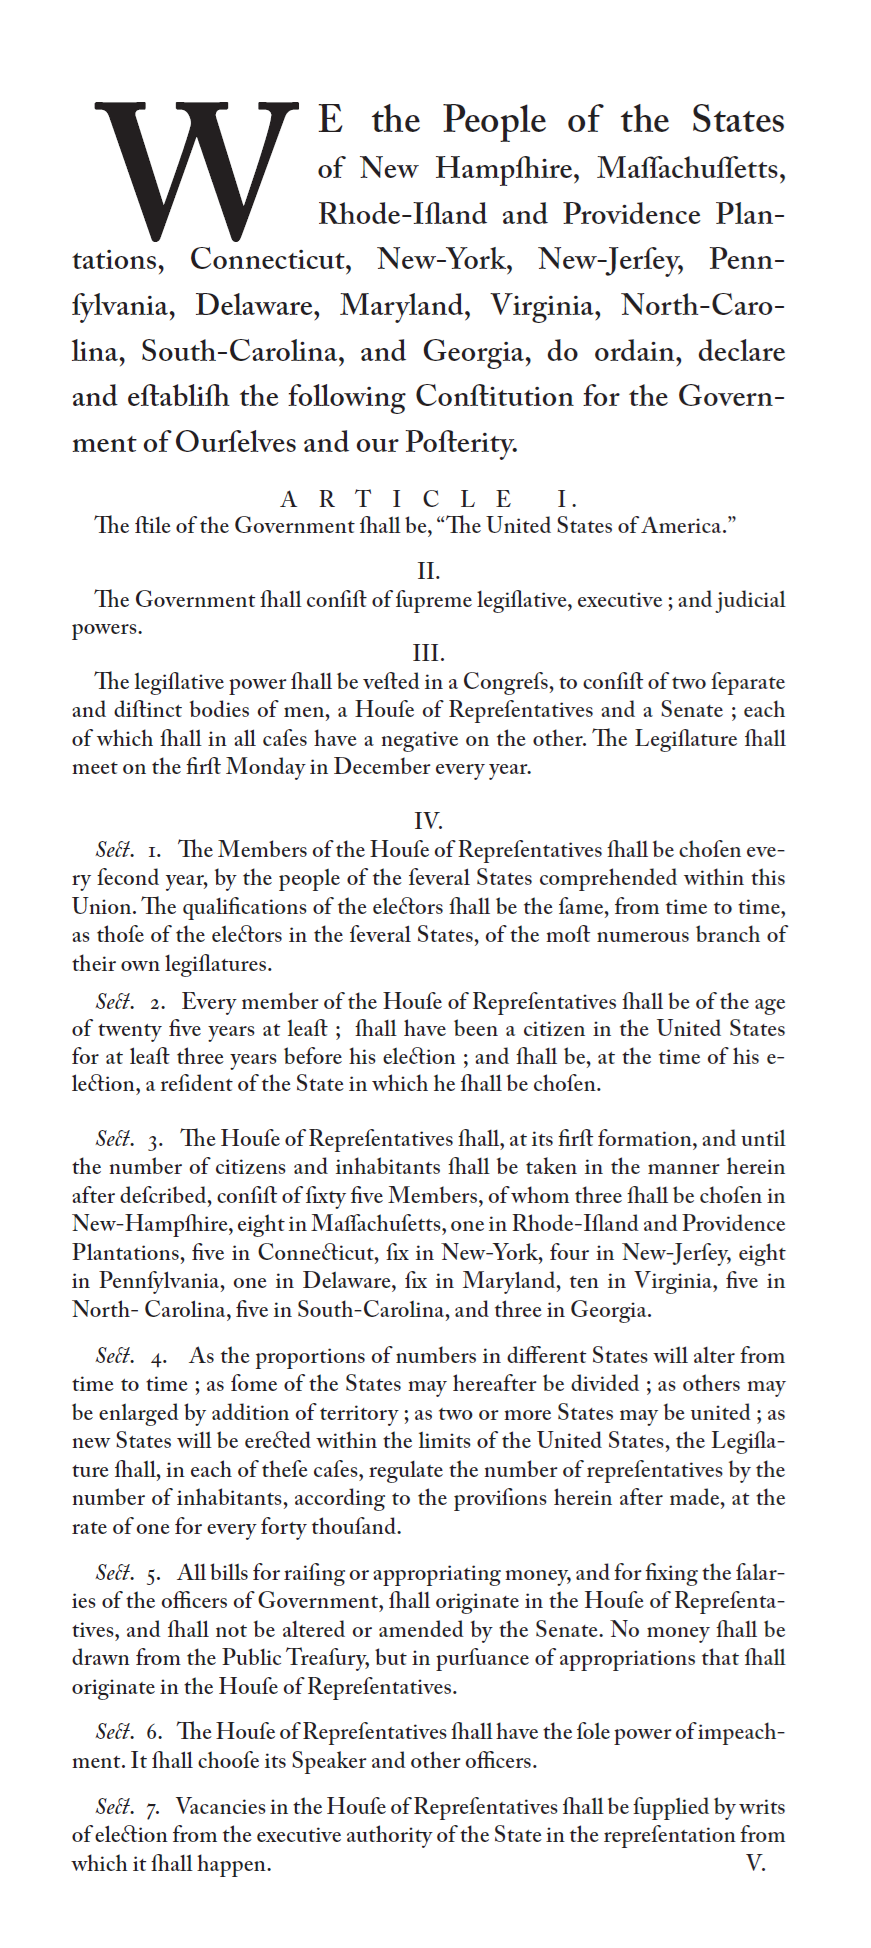 WE the People of the States
of New Hampſhire, Maſſachuſſetts,
Rhode-Iſland and Providence Plan-
tations, Connecticut, New-York, New-Jerſey, Penn-
ſylvania, Delaware, Maryland, Virginia, North-Caro-
lina, South-Carolina, and Georgia, do ordain, declare
and eſtabliſh the following Conſtitution for the Govern-
ment of Ourſelves and our Poſterity.
ARTICLE I.
The ſtile of the Government ſhall be, “The United States of America.”
II.
The Government ſhall conſiſt of ſupreme legiſlative, executive ; and judicial
powers.
III.
The legiſlative power ſhall be veſted in a Congreſs, to conſiſt of two ſeparate
and diſtinct bodies of men, a Houſe of Repreſentatives and a Senate ; each
of which ſhall in all caſes have a negative on the other. The Legiſlature ſhall
meet on the firſt Monday in December every year.
IV.
Sect. 1. The Members of the Houſe of Repreſentatives ſhall be choſen eve-
ry ſecond year, by the people of the ſeveral States comprehended within this
Union. The qualifications of the electors ſhall be the ſame, from time to time,
as thoſe of the electors in the ſeveral States, of the moſt numerous branch of
their own legiſlatures.
Sect. 2. Every member of the Houſe of Repreſentatives ſhall be of the age
of twenty five years at leaſt ; ſhall have been a citizen in the United States
for at leaſt three years before his election ; and ſhall be, at the time of his e-
lection, a reſident of the State in which he ſhall be choſen.
Sect. 3. The Houſe of Repreſentatives ſhall, at its firſt formation, and until
the number of citizens and inhabitants ſhall be taken in the manner herein
after deſcribed, conſiſt of ſixty five Members, of whom three ſhall be choſen in
New-Hampſhire, eight in Maſſachuſetts, one in Rhode-Iſland and Providence
Plantations, five in Connecticut, ſix in New-York, four in New-Jerſey, eight
in Pennſylvania, one in Delaware, ſix in Maryland, ten in Virginia, five in
North- Carolina, five in South-Carolina, and three in Georgia.
Sect. 4. As the proportions of numbers in different States will alter from
time to time ; as ſome of the States may hereafter be divided ; as others may
be enlarged by addition of territory ; as two or more States may be united ; as
new States will be erected within the limits of the United States, the Legiſla-
ture ſhall, in each of theſe caſes, regulate the number of repreſentatives by the
number of inhabitants, according to the proviſions herein after made, at the
rate of one for every forty thouſand.
Sect. 5. All bills for raiſing or appropriating money, and for fixing the ſalar-
ies of the officers of Government, ſhall originate in the Houſe of Repreſenta-
tives, and ſhall not be altered or amended by the Senate. No money ſhall be
drawn from the Public Treaſury, but in purſuance of appropriations that ſhall
originate in the Houſe of Repreſentatives.
Sect. 6. The Houſe of Repreſentatives ſhall have the ſole power of impeach-
ment. It ſhall chooſe its Speaker and other officers.
Sect. 7. Vacancies in the Houſe of Repreſentatives ſhall be ſupplied by writs
of election from the executive authority of the State in the repreſentation from
which it ſhall happen. V.